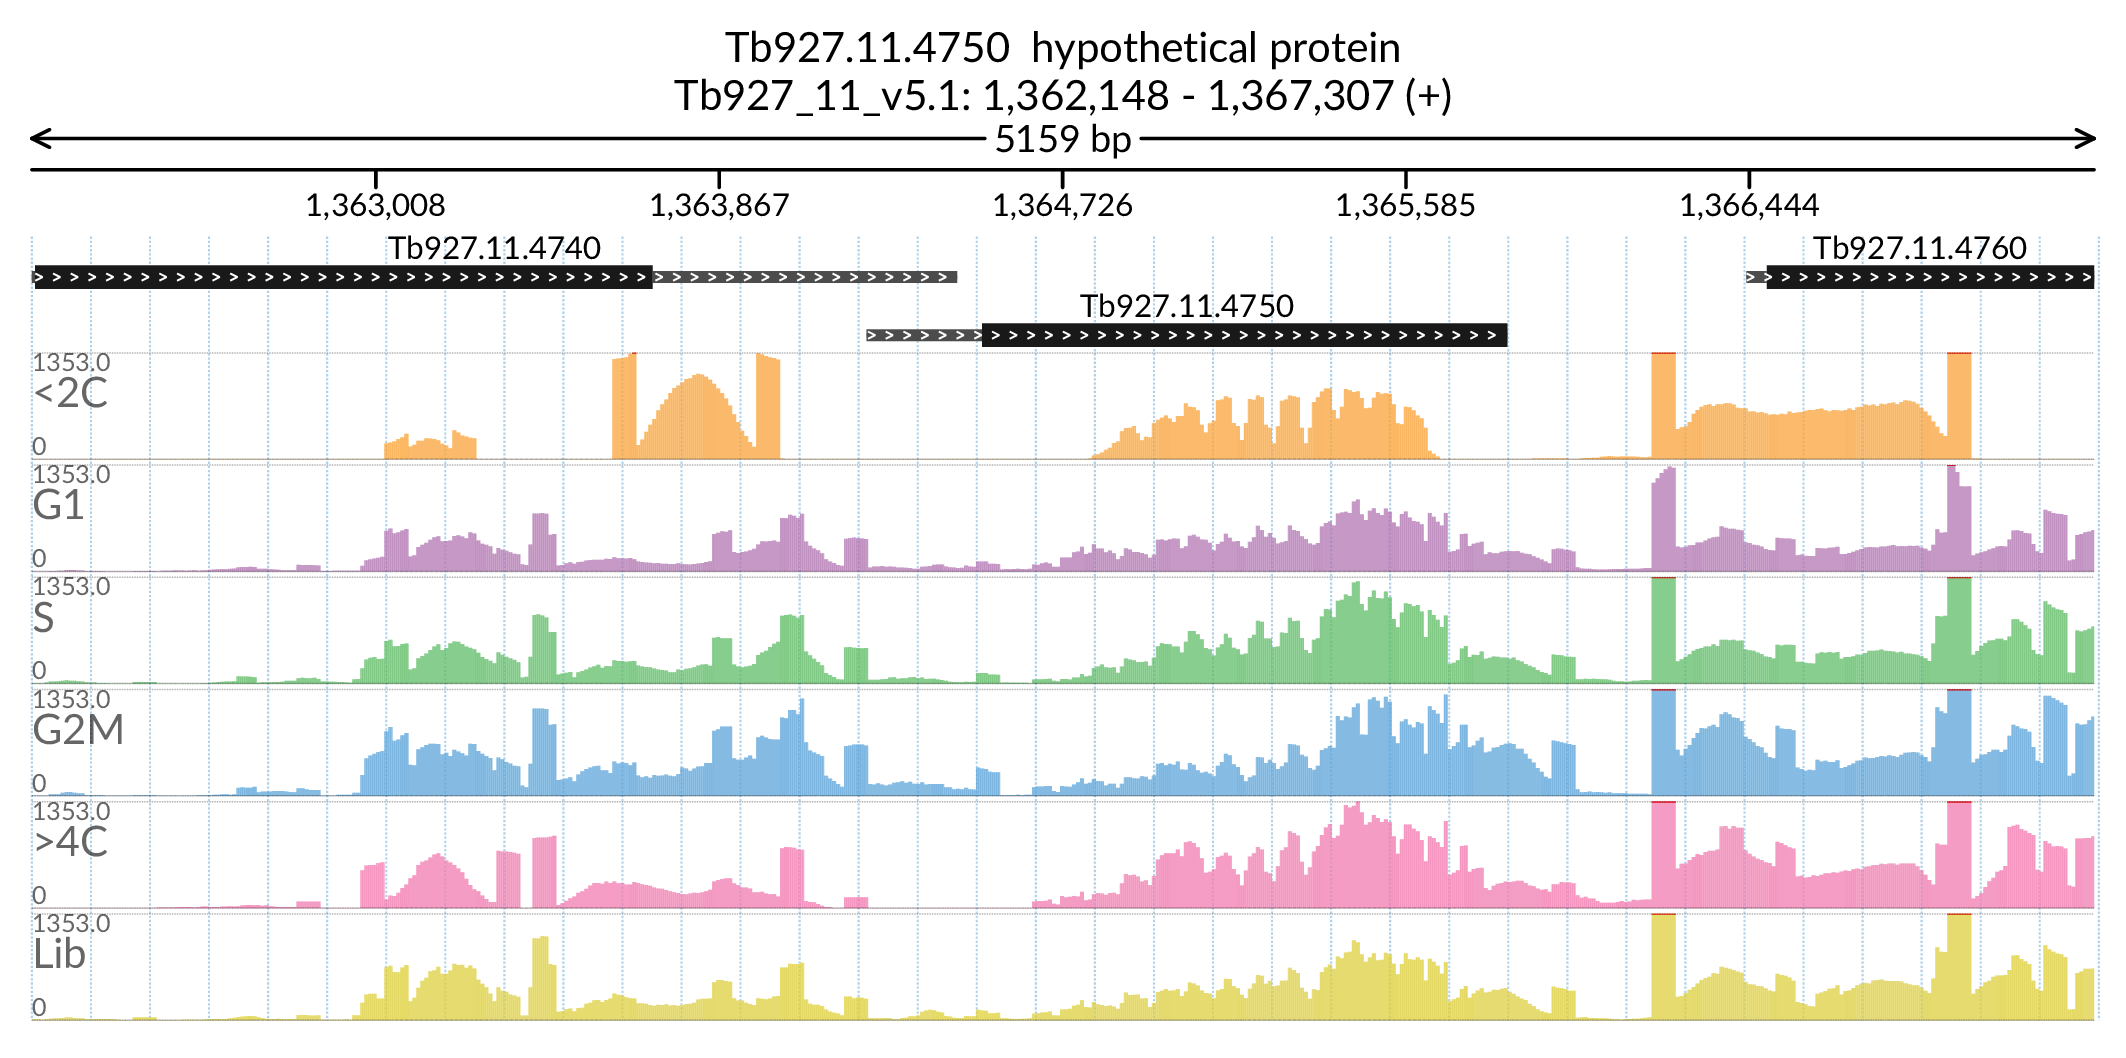 Tb927.11.4750  hypothetical protein
Tb927_11_v5.1: 1,362,148 - 1,367,307 (+)
5159 bp
1,363,008 1,363,867 1,364,726 1,365,585 1,366,444
Tb927.11.4740 Tb927.11.4760
Tb927.11.4750
1353.0
<2C
0
1353.0
G1
0
1353.0
S
0
1353.0
G2M
0
1353.0
>4C
0
1353.0
Lib
0